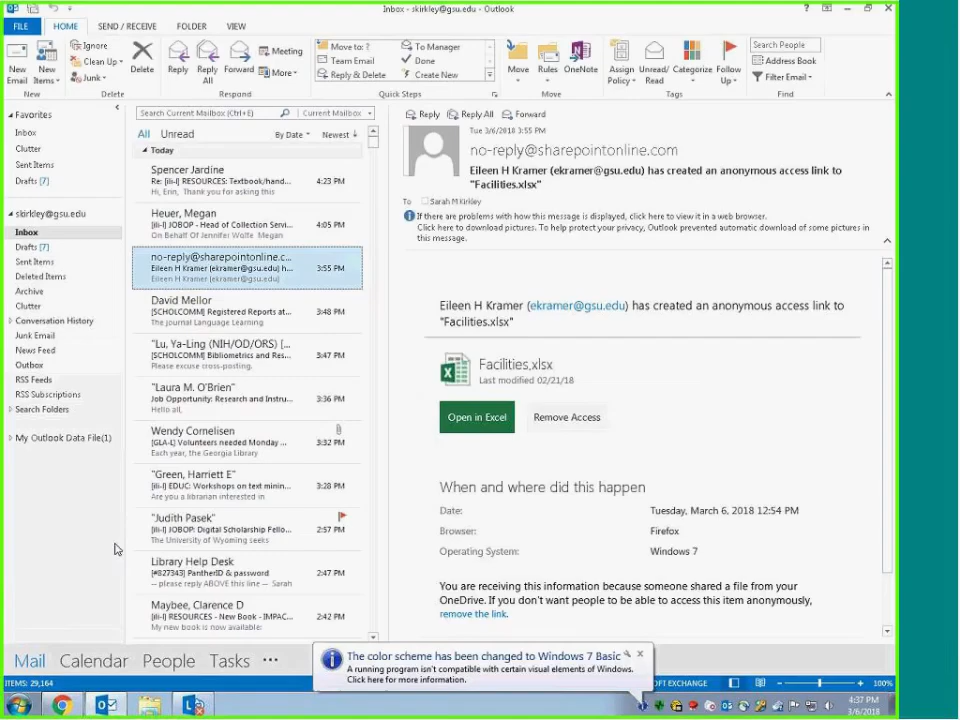 Inbox - skirkley@gsu.edu - Outlook
FILE HOME SEND / RECEIVE FOLDER VIEW
Ignore
Clean Up
Junk
Meeting
More
Move to: ?
Team Email
Reply & Delete
To Manager
Done
Create New
Search People
Address Book
Filter Email
New Email
New Items
Delete
Reply
Reply All
Forward
Move
Rules
OneNote
Assign Policy
Unread/ Read
Categorize
Follow Up
New Delete Respond Quick Steps Move Tags Find
Favorites
Inbox
Clutter
Sent Items
Drafts [7]
skirkley@gsu.edu
Inbox
Drafts [7]
Sent Items
Deleted Items
Archive
Clutter
Conversation History
Junk Email
News Feed
Outbox
RSS Feeds
RSS Subscriptions
Search Folders
My Outlook Data File(1)
Search Current Mailbox (Ctrl+E) Current Mailbox
All Unread By Date Newest
Today
Spencer Jardine
Re: [ili-l] RESOURCES: Textbook/hand... 4:23 PM
Hi, Erin, Thank you for asking this
Heuer, Megan
[ili-l] JOBOP - Head of Collection Servi... 4:05 PM
On Behalf Of Jennifer Wolfe Megan
no-reply@sharepointonline.c...
Eileen H Kramer (ekramer@gsu.edu) h... 3:55 PM
Eileen H Kramer (ekramer@gsu.edu)
David Mellor
[SCHOLCOMM] Registered Reports at... 3:48 PM
The journal Language Learning
"Lu, Ya-Ling (NIH/OD/ORS) [...
[SCHOLCOMM] Bibliometrics and Res... 3:47 PM
Please excuse cross-posting.
"Laura M. O'Brien"
Job Opportunity: Research and Instru... 3:36 PM
Hello all,
Wendy Cornelisen
[GLA-L] Volunteers needed Monday ... 3:32 PM
Each year, the Georgia Library
"Green, Harriett E"
[ili-l] EDUC: Workshops on text minin... 3:28 PM
Are you a librarian interested in
"Judith Pasek"
[ili-l] JOBOP: Digital Scholarship Fello... 2:57 PM
The University of Wyoming seeks
Library Help Desk
[#827343] PantherID & password 2:47 PM
-- please reply ABOVE this line -- Sarah
Maybee, Clarence D
[ili-l] RESOURCES - New Book - IMPAC... 2:42 PM
My new book is now available:
Reply Reply All Forward
Tue 3/6/2018 3:55 PM
no-reply@sharepointonline.com
Eileen H Kramer (ekramer@gsu.edu) has created an anonymous access link to
"Facilities.xlsx"
To Sarah M Kirkley
If there are problems with how this message is displayed, click here to view it in a web browser.
Click here to download pictures. To help protect your privacy, Outlook prevented automatic download of some pictures in
this message.
Eileen H Kramer (ekramer@gsu.edu) has created an anonymous access link to
"Facilities.xlsx"
Facilities.xlsx
Last modified 02/21/18
Open in Excel Remove Access
When and where did this happen
Date: Tuesday, March 6, 2018 12:54 PM
Browser: Firefox
Operating System: Windows 7
You are receiving this information because someone shared a file from your
OneDrive. If you don't want people to be able to access this item anonymously,
remove the link.
Mail Calendar People Tasks
The color scheme has been changed to Windows 7 Basic
A running program isn't compatible with certain visual elements of Windows.
Click here for more information.
ITEMS: 29,164
OFT EXCHANGE 100%
4:37 PM
3/6/2018